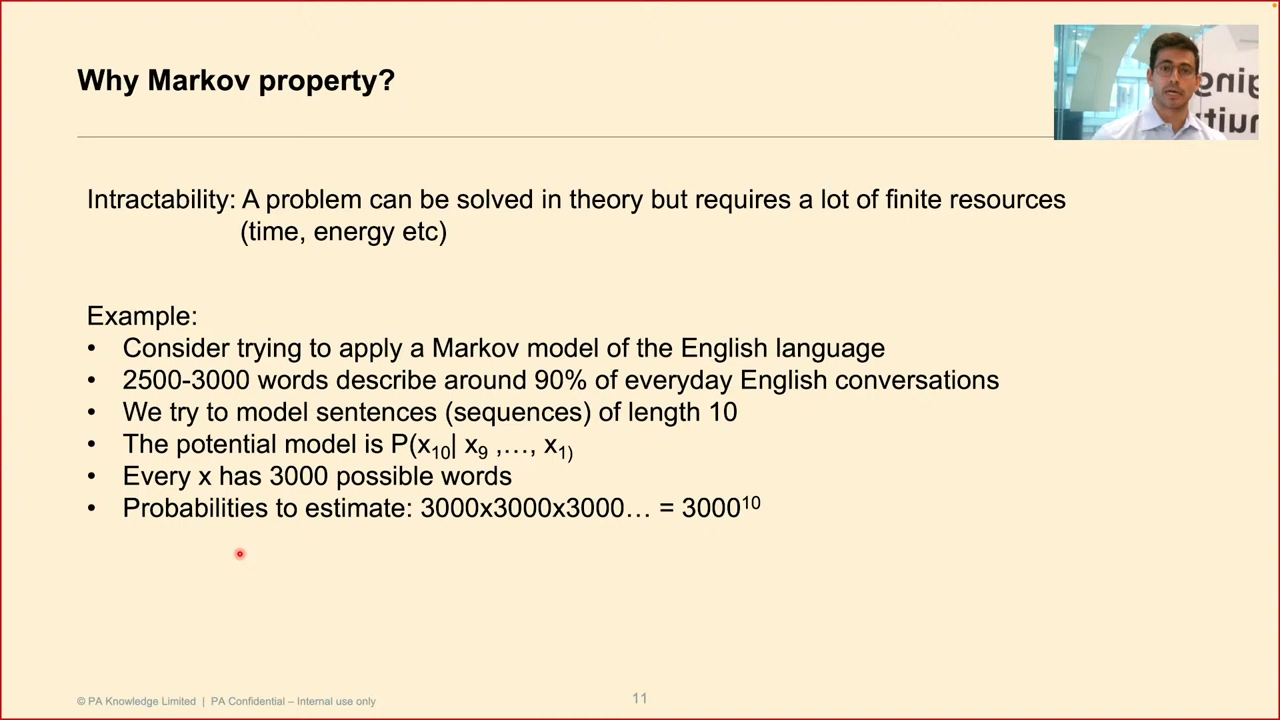 Why Markov property?
Intractability: A problem can be solved in theory but requires a lot of finite resources
(time, energy etc)
Example:
• Consider trying to apply a Markov model of the English language
• 2500-3000 words describe around 90% of everyday English conversations
• We try to model sentences (sequences) of length 10
• The potential model is P(x₁₀| x₉ ,…, x₁₎
• Every x has 3000 possible words
• Probabilities to estimate: 3000x3000x3000… = 3000¹⁰
© PA Knowledge Limited | PA Confidential – Internal use only
11